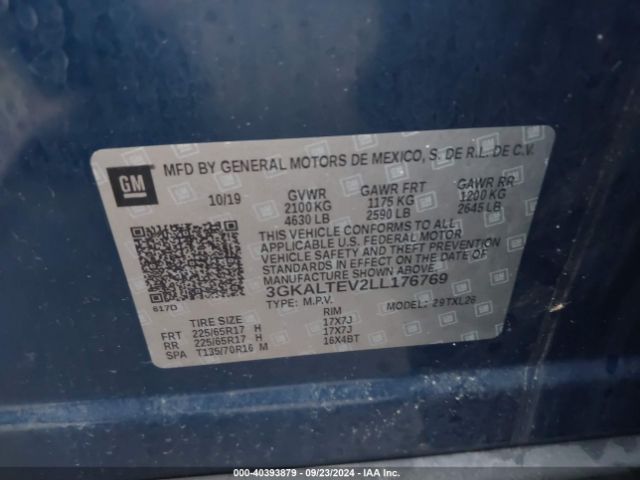 GM
MFD BY GENERAL MOTORS DE MEXICO, S. DE R.L. DE C.V.
10/19 GVWR GAWR FRT GAWR RR
2100 KG 1175 KG 1200 KG
4630 LB 2590 LB 2645 LB
THIS VEHICLE CONFORMS TO ALL
APPLICABLE U.S. FEDERAL MOTOR
VEHICLE SAFETY AND THEFT PREVENTION
STANDARDS IN EFFECT ON THE DATE OF
MANUFACTURE SHOWN ABOVE.
3GKALTEV2LL176769
617D
TYPE: M.P.V. MODEL: 29TXL26
TIRE SIZE RIM
FRT 225/65R17 H 17X7J
RR 225/65R17 H 17X7J
SPA T135/70R16 M 16X4BT
000-40393879 - 09/23/2024 - IAA Inc.